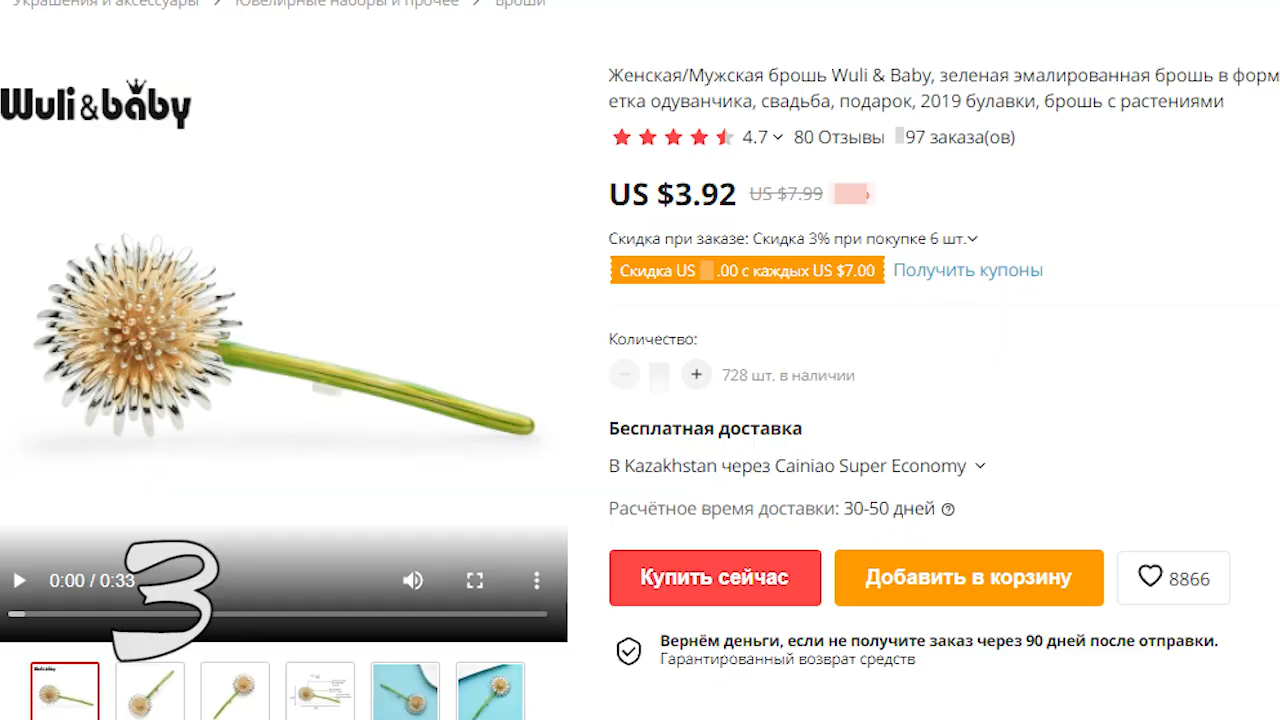 Украшения и аксессуары > Ювелирные наборы и прочее > Броши
Wuli&baby
Женская/Мужская брошь Wuli & Baby, зеленая эмалированная брошь в форм
етка одуванчика, свадьба, подарок, 2019 булавки, брошь с растениями
4.7 80 Отзывы 97 заказа(ов)
US $3.92 US $7.99
Скидка при заказе: Скидка 3% при покупке 6 шт.
Скидка US .00 с каждых US $7.00 Получить купоны
Количество:
728 шт. в наличии
Бесплатная доставка
В Kazakhstan через Cainiao Super Economy
Расчётное время доставки: 30-50 дней
0:00 / 0:33
3
Купить сейчас Добавить в корзину 8866
Вернём деньги, если не получите заказ через 90 дней после отправки.
Гарантированный возврат средств
Wuli&baby